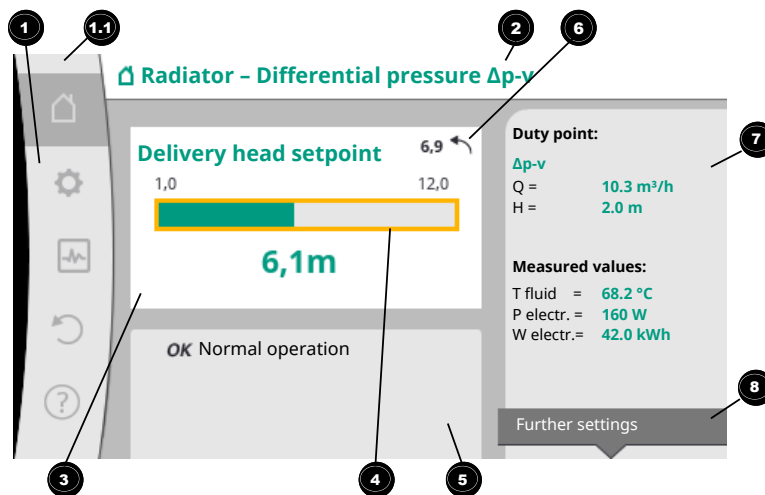 1
1.1
2
6
Radiator – Differential pressure Δp-v
Delivery head setpoint
6,9
1,0
12,0
6,1m
OK Normal operation
Duty point:
Δp-v
Q = 10.3 m³/h
H = 2.0 m
7
Measured values:
T fluid = 68.2 °C
P electr. = 160 W
W electr.= 42.0 kWh
8
Further settings
?
3
4
5